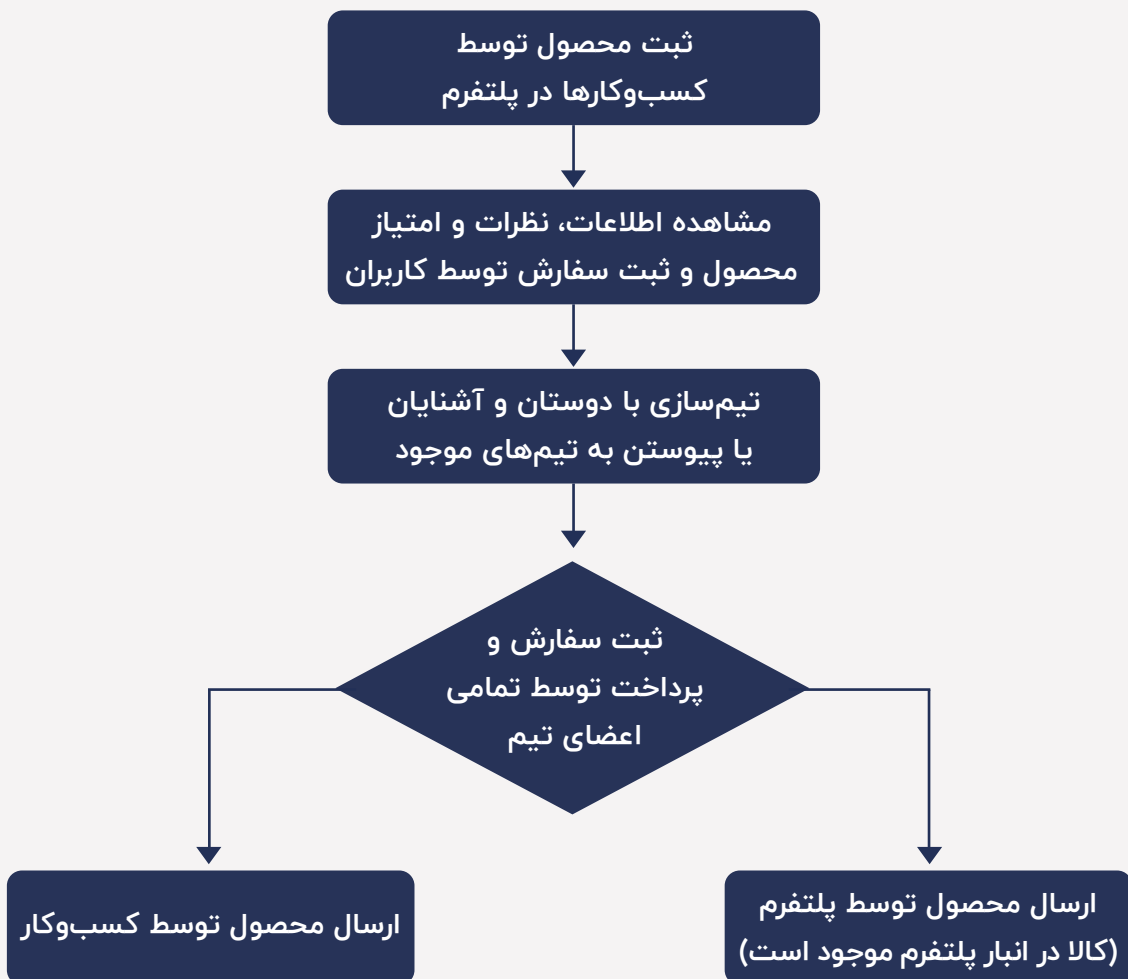 ثبت محصول توسط
کسب‌وکارها در پلتفرم
مشاهده اطلاعات، نظرات و امتیاز
محصول و ثبت سفارش توسط کاربران
تیم‌سازی با دوستان و آشنایان
یا پیوستن به تیم‌های موجود
ثبت سفارش و
پرداخت توسط تمامی
اعضای تیم
ارسال محصول توسط پلتفرم
(کالا در انبار پلتفرم موجود است)
ارسال محصول توسط کسب‌وکار